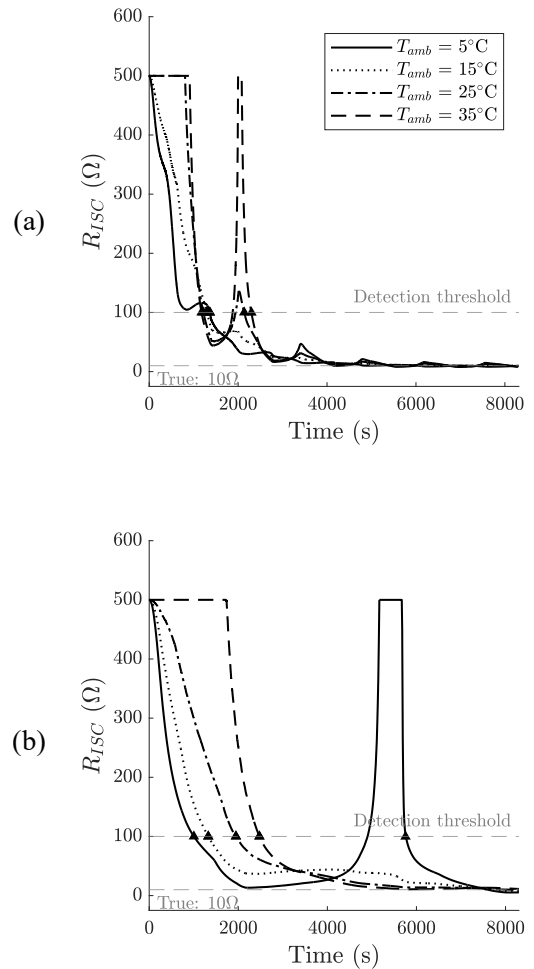 (a)
R_ISC (Ω)
600
500
400
300
200
100
0
T_amb = 5°C
T_amb = 15°C
T_amb = 25°C
T_amb = 35°C
Detection threshold
True: 10Ω
0 2000 4000 6000 8000
Time (s)
(b)
R_ISC (Ω)
600
500
400
300
200
100
0
Detection threshold
True: 10Ω
0 2000 4000 6000 8000
Time (s)